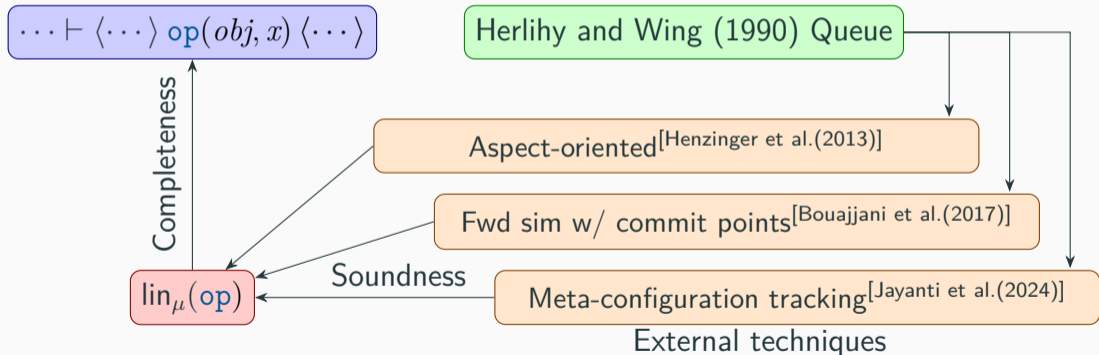 ⋯ ⊢ ⟨⋯⟩ op(obj, x) ⟨⋯⟩
Herlihy and Wing (1990) Queue
Completeness
Aspect-oriented[Henzinger et al.(2013)]
Fwd sim w/ commit points[Bouajjani et al.(2017)]
linμ(op)
Soundness
Meta-configuration tracking[Jayanti et al.(2024)]
External techniques